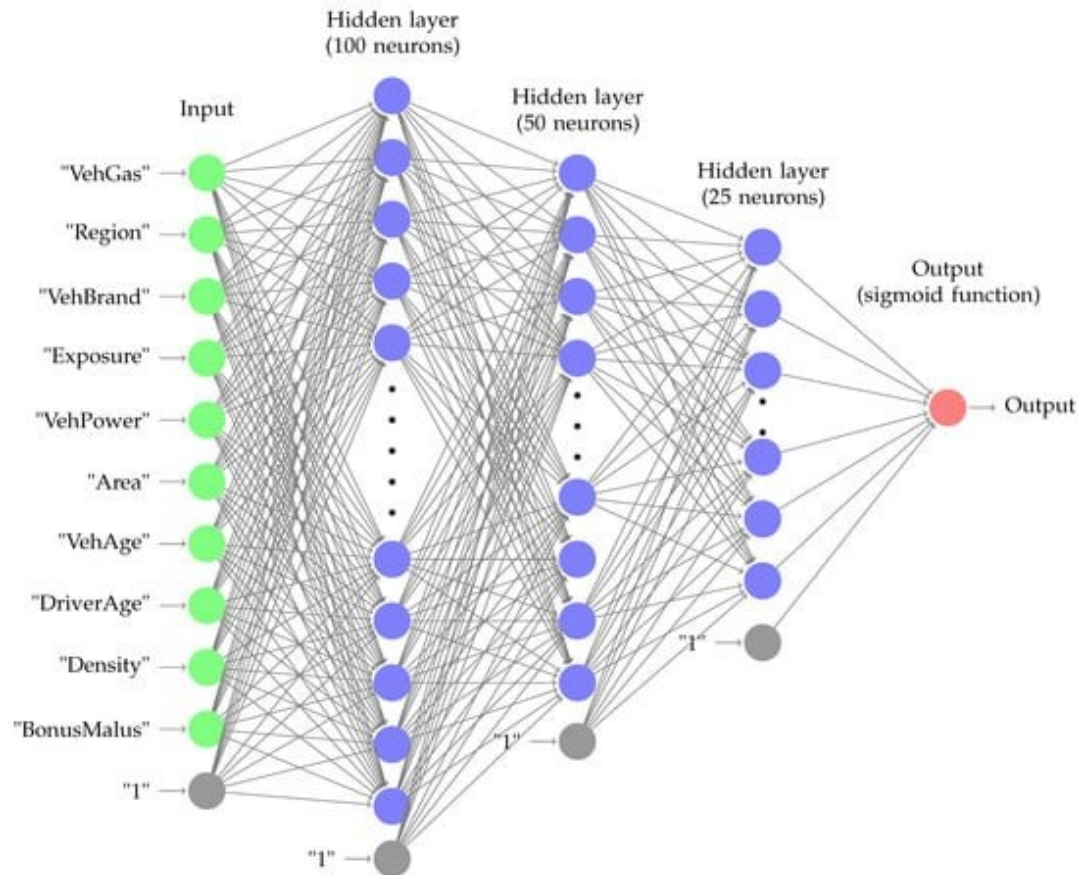 Hidden layer
(100 neurons)
Hidden layer
(50 neurons)
Input
Hidden layer
(25 neurons)
"VehGas"
"Region"
"VehBrand"
Output
(sigmoid function)
"Exposure"
Output
"VehPower"
"Area"
"VehAge"
"DriverAge"
"Density"
"1"
"BonusMalus"
"1"
"1"
"1"